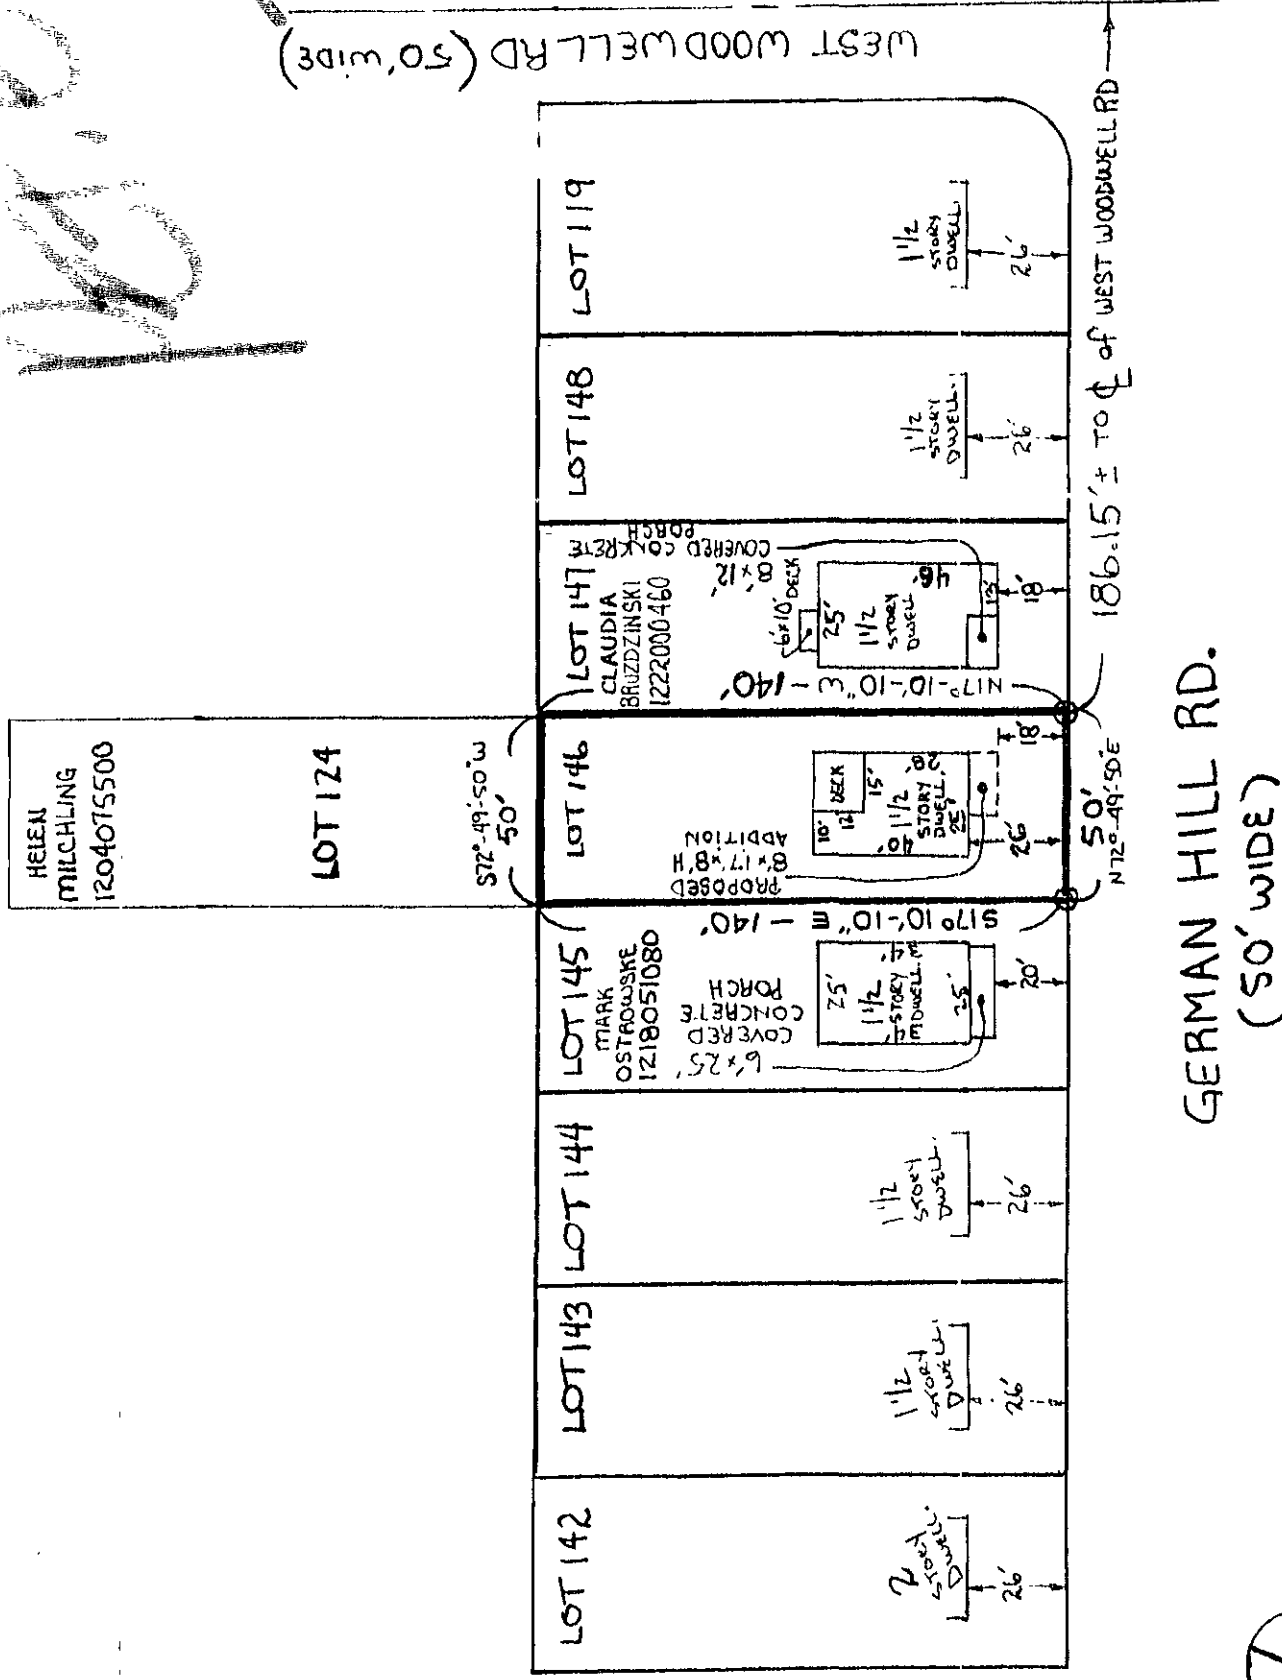 WEST WOODWELL RD (50' WIDE)
HELEN
MILCHLING
1204075500
LOT 124
S72°-49'-50"W
50'
LOT 142
2
STORY
DWELL.
26'
LOT 143
1 1/2
STORY
DWELL.
26'
LOT 144
1 1/2
STORY
DWELL.
26'
LOT 145
MARK
OSTROWSKE
1218051080
6'x25'
COVERED
CONCRETE
PORCH
25'
1 1/2
STORY
DWELL.
25'
20'
S17°10'-10"E - 140'
LOT 146
PROPOSED
8'x17'x8'H
ADDITION
10'
12'
DECK
15'
40'
1 1/2
STORY
DWELL.
28'
25'
26'
18'
50'
N72°-49'-50"E
N17°-10'-10"W - 140'
LOT 147
CLAUDIA
BRUZDZINSKI
1222000460
8'x12'
COVERED CONKRETE
PORCH
6'x10'
DECK
25'
1 1/2
STORY
DWELL
46'
18'
LOT 148
1 1/2
STORY
DWELL.
26'
LOT 119
1 1/2
STORY
DWELL.
26'
186.15'± TO ℄ of WEST WOODWELL RD
GERMAN HILL RD.
(50' WIDE)